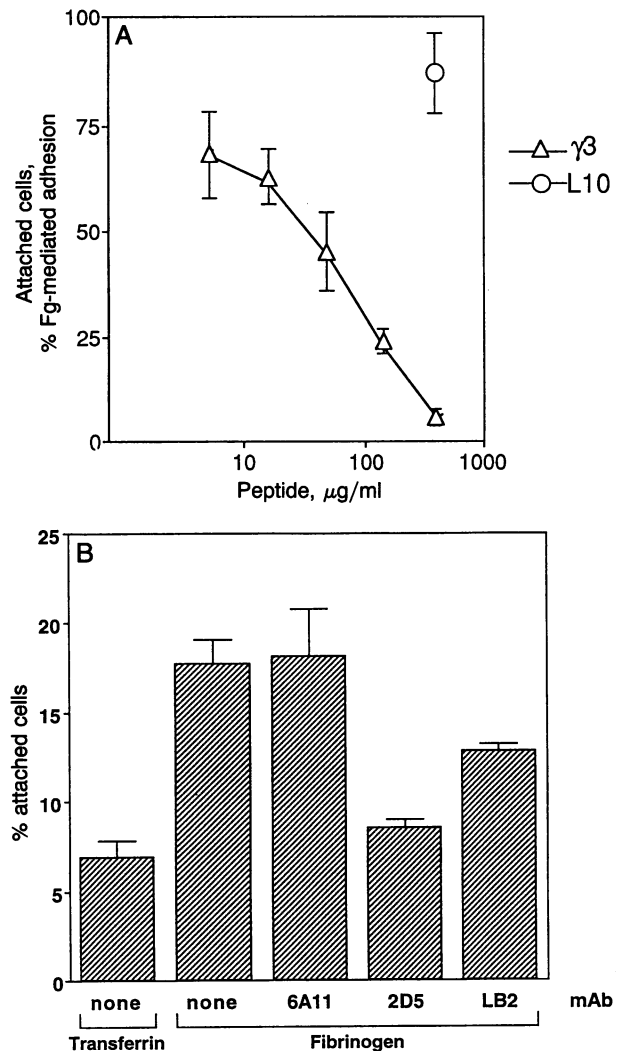 A
100
75
50
25
0
Attached cells,
% Fg-mediated adhesion
10 100 1000
Peptide, μg/ml
γ3
L10
B
25
20
15
10
5
0
% attached cells
none none 6A11 2D5 LB2 mAb
Transferrin Fibrinogen